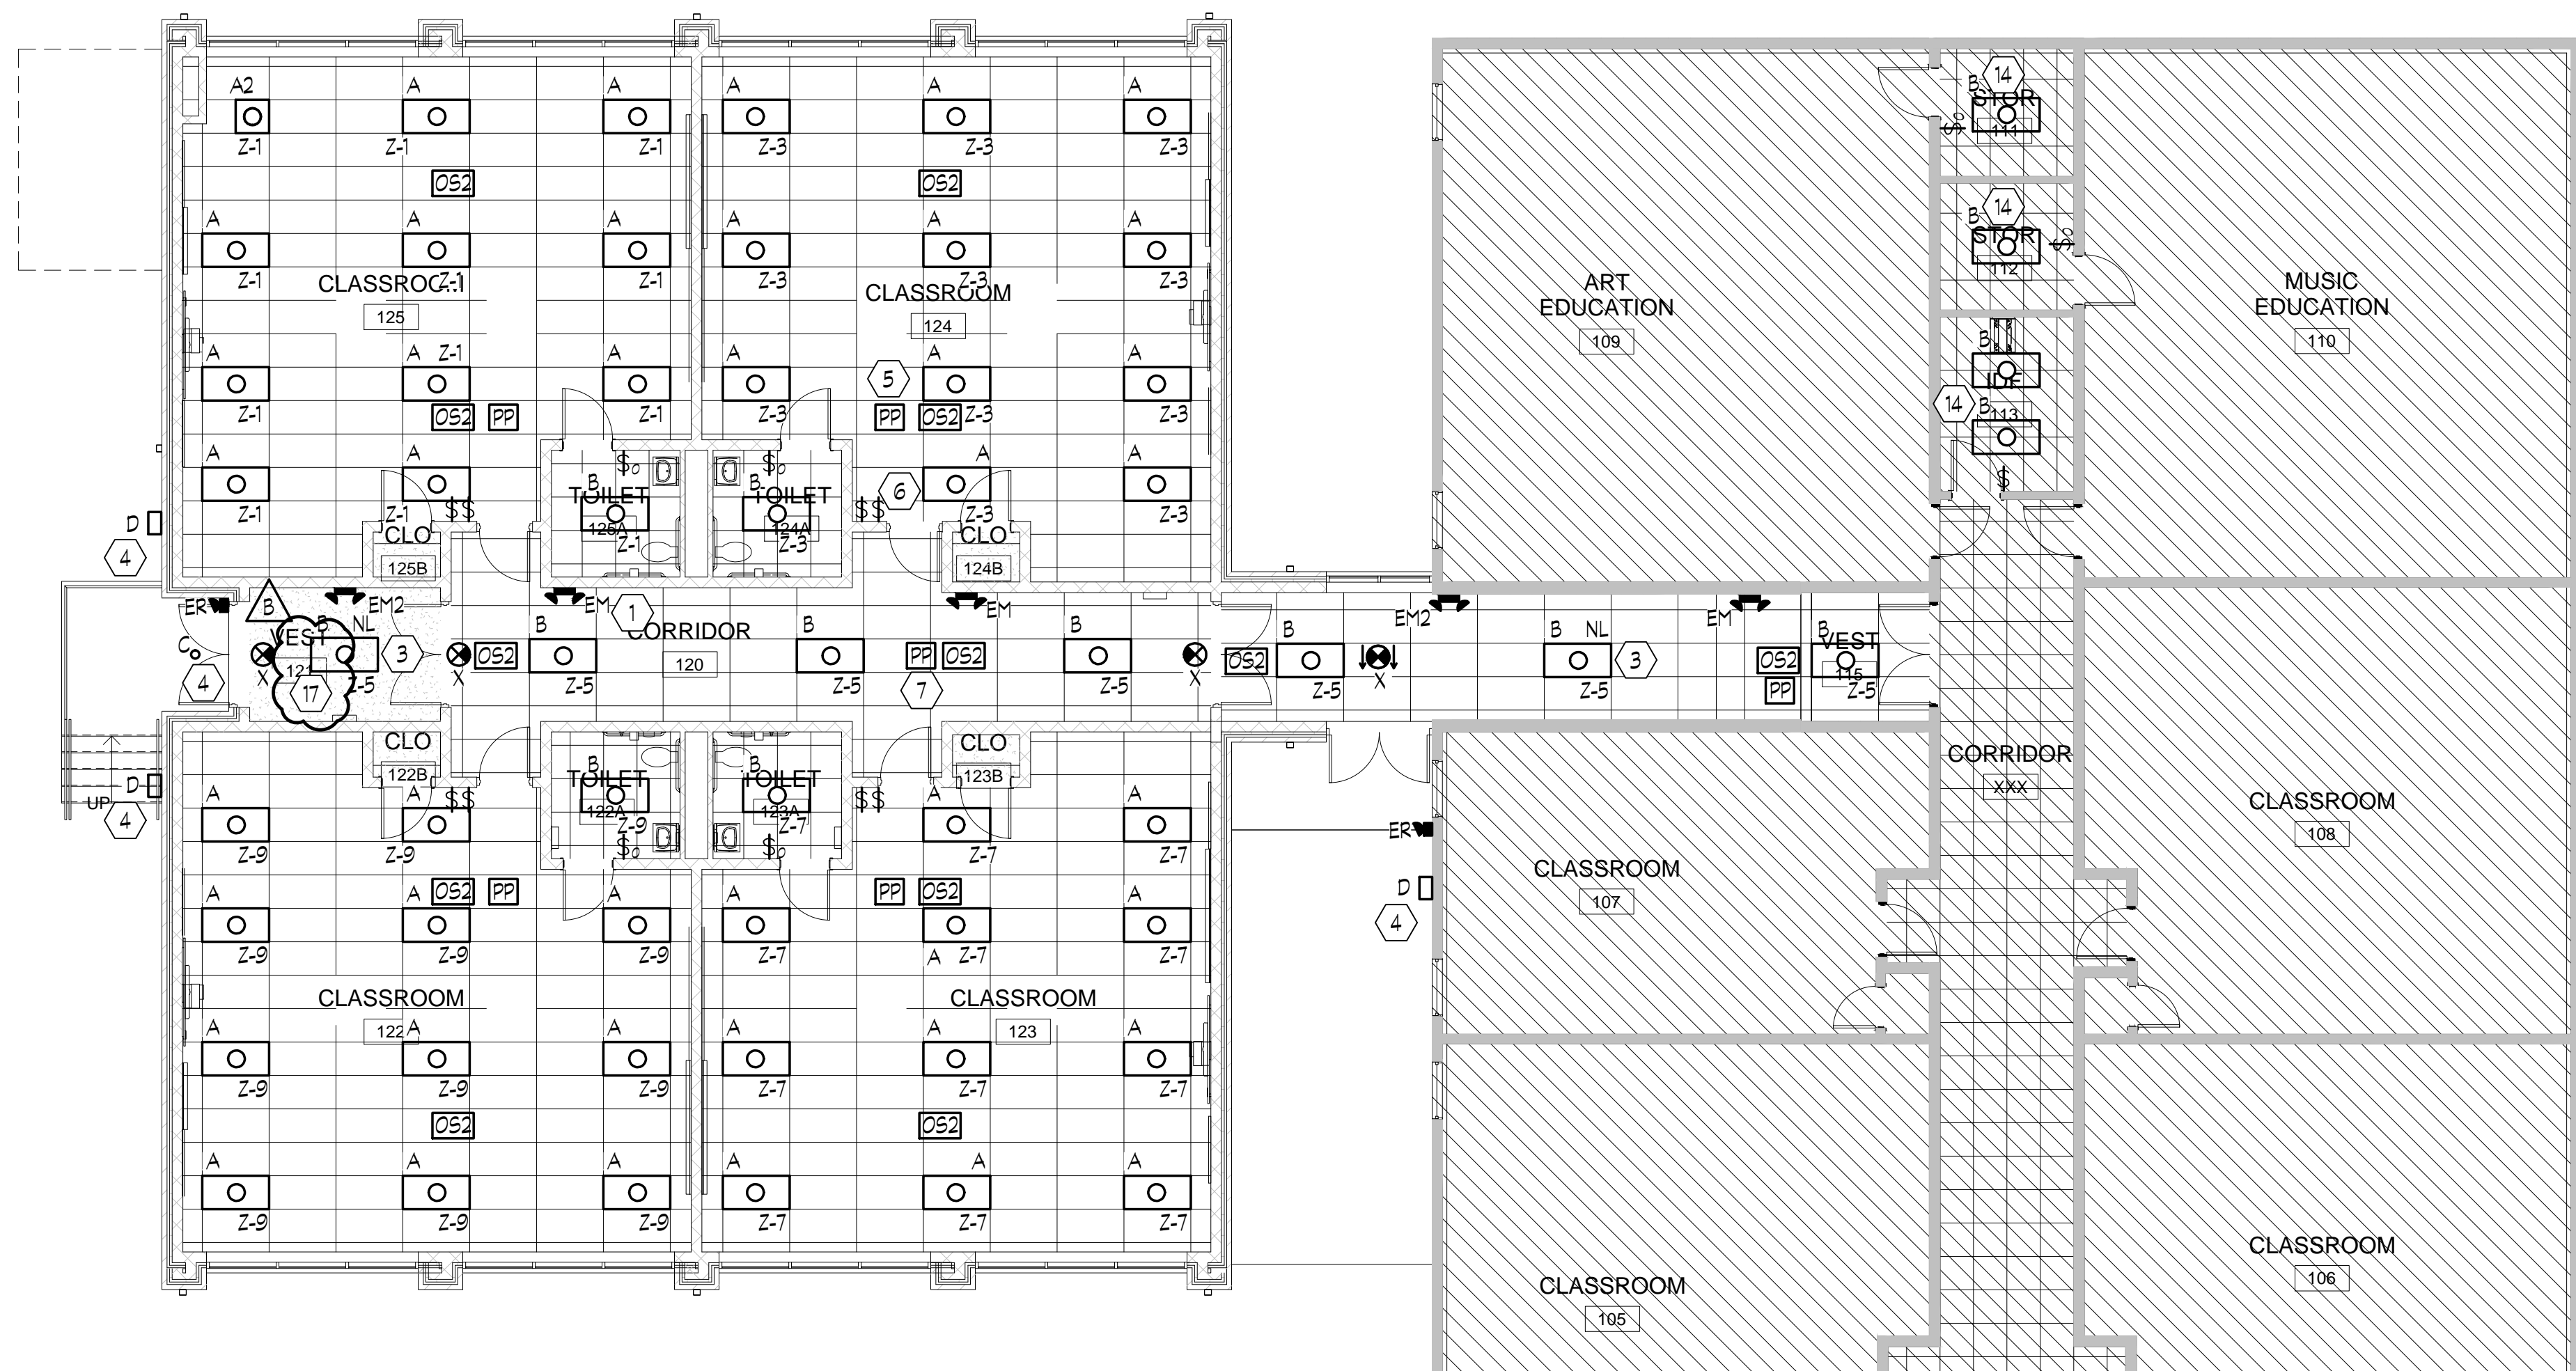 A2 A A A A A
Z-1 Z-1 Z-1 Z-3 Z-3 Z-3
OS2 OS2
A A A A A A
Z-1 Z-1 Z-1 Z-3 Z-3 Z-3
CLASSROOM
125
CLASSROOM
124
A A Z-1 A A A A
5
Z-1 Z-1 Z-1 Z-3 Z-3 Z-3
OS2 PP PP OS2
A A A A
Z-1 Z-1 Z-3 Z-3
$$ $$
6
B $o
TOILET
125A
Z-1
B $o
TOILET
124A
Z-3
CLO
125B
CLO
124B
D
4
ER
B
EM2
EM
1
EM
EM2
EM
B NL
VEST
3
17
X
Z-5
C
4
X
OS2
B
Z-5
CORRIDOR
120
B
Z-5
PP OS2
7
B
Z-5
X
OS2
B
Z-5
X
B NL
Z-5
3
OS2
PP
B
VEST
115
Z-5
CLO
122B
CLO
123B
D
UP
4
$$ $$
B
TOILET
122A
Z-9
$o
B
TOILET
123A
Z-7
$o
A A A A
Z-9 Z-9 Z-7 Z-7
A OS2 PP PP OS2
A A A A A
Z-9 Z-9 Z-9 Z-7 Z-7 Z-7
A
CLASSROOM
122
CLASSROOM
123
A A A A A A
Z-9 Z-9 Z-9 Z-7 Z-7 Z-7
OS2 OS2
A A A A A A
Z-9 Z-9 Z-9 Z-7 Z-7 Z-7
ER
D
4
ART
EDUCATION
109
14
B
STOR
111
$o
14
B
STOR
112
$o
B
IDF
14
B
113
$
MUSIC
EDUCATION
110
CORRIDOR
XXX
CLASSROOM
107
CLASSROOM
108
CLASSROOM
105
CLASSROOM
106